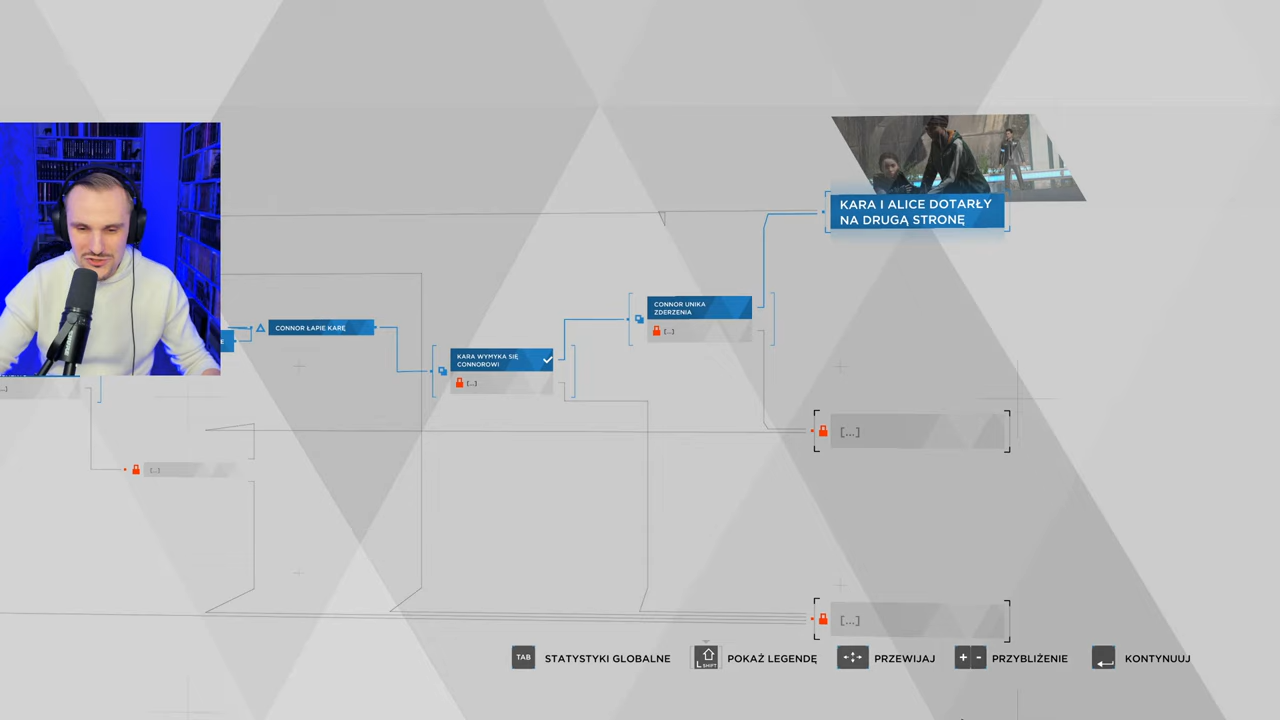 KARA I ALICE DOTARŁY
NA DRUGĄ STRONĘ
CONNOR UNIKA
ZDERZENIA
[...]
CONNOR ŁAPIE KARĘ
E
KARA WYMYKA SIĘ
CONNOROWI
[...]
...]
[...]
[...]
[...]
TAB STATYSTYKI GLOBALNE
L SHIFT POKAŻ LEGENDĘ
PRZEWIJAJ
+ - PRZYBLIŻENIE
KONTYNUUJ